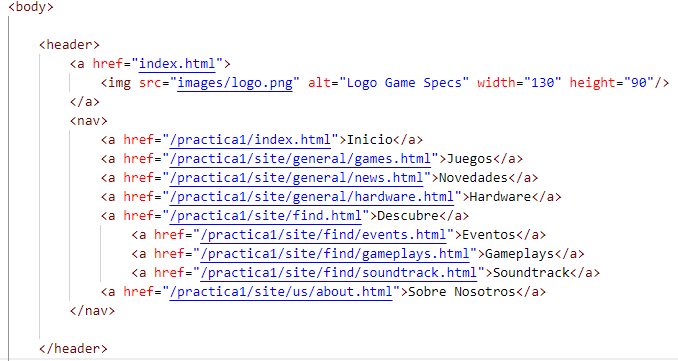 <body>
<header>
<a href="index.html">
<img src="images/logo.png" alt="Logo Game Specs" width="130" height="90"/>
</a>
<nav>
<a href="/practica1/index.html">Inicio</a>
<a href="/practica1/site/general/games.html">Juegos</a>
<a href="/practica1/site/general/news.html">Novedades</a>
<a href="/practica1/site/general/hardware.html">Hardware</a>
<a href="/practica1/site/find.html">Descubre</a>
<a href="/practica1/site/find/events.html">Eventos</a>
<a href="/practica1/site/find/gameplays.html">Gameplays</a>
<a href="/practica1/site/find/soundtrack.html">Soundtrack</a>
<a href="/practica1/site/us/about.html">Sobre Nosotros</a>
</nav>
</header>